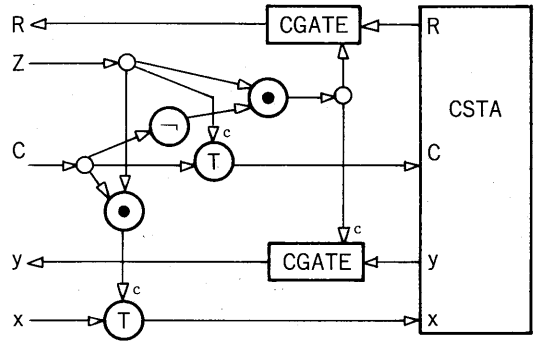 R CGATE R
Z
¬ CSTA
c
C T C
c
y CGATE y
c
x T x